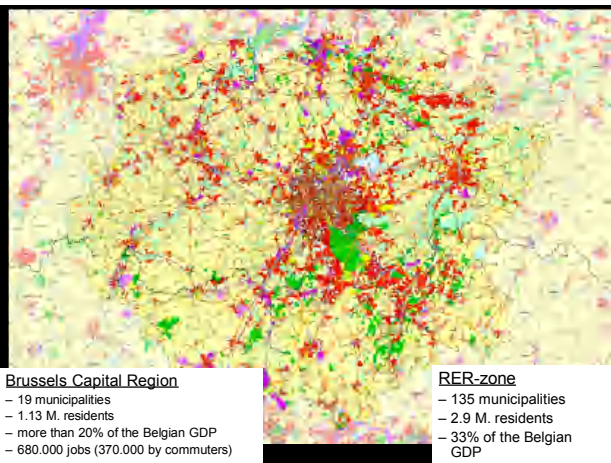 Brussels Capital Region
– 19 municipalities
– 1.13 M. residents
– more than 20% of the Belgian GDP
– 680.000 jobs (370.000 by commuters)
RER-zone
– 135 municipalities
– 2.9 M. residents
– 33% of the Belgian
GDP